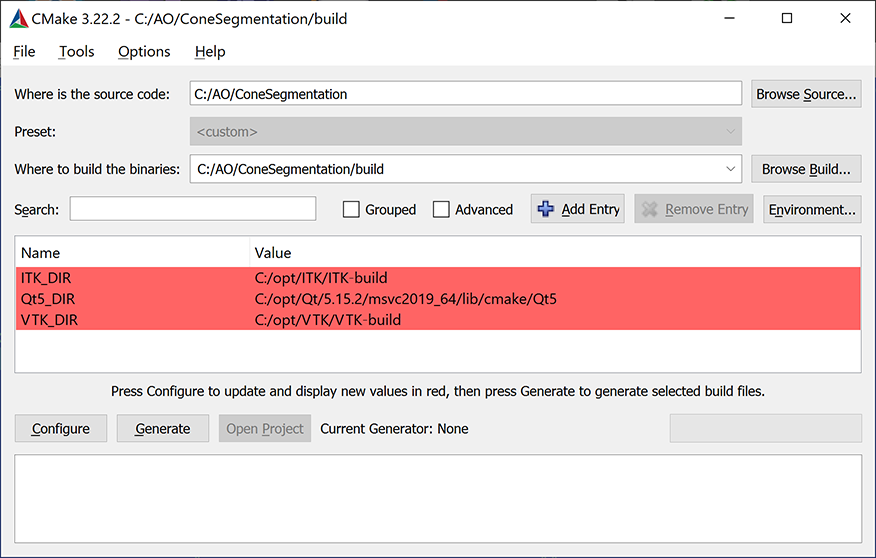 CMake 3.22.2 - C:/AO/ConeSegmentation/build
File Tools Options Help
Where is the source code: C:/AO/ConeSegmentation Browse Source...
Preset: <custom>
Where to build the binaries: C:/AO/ConeSegmentation/build Browse Build...
Search: Grouped Advanced Add Entry Remove Entry Environment...
Name Value
ITK_DIR C:/opt/ITK/ITK-build
Qt5_DIR C:/opt/Qt/5.15.2/msvc2019_64/lib/cmake/Qt5
VTK_DIR C:/opt/VTK/VTK-build
Press Configure to update and display new values in red, then press Generate to generate selected build files.
Configure Generate Open Project Current Generator: None